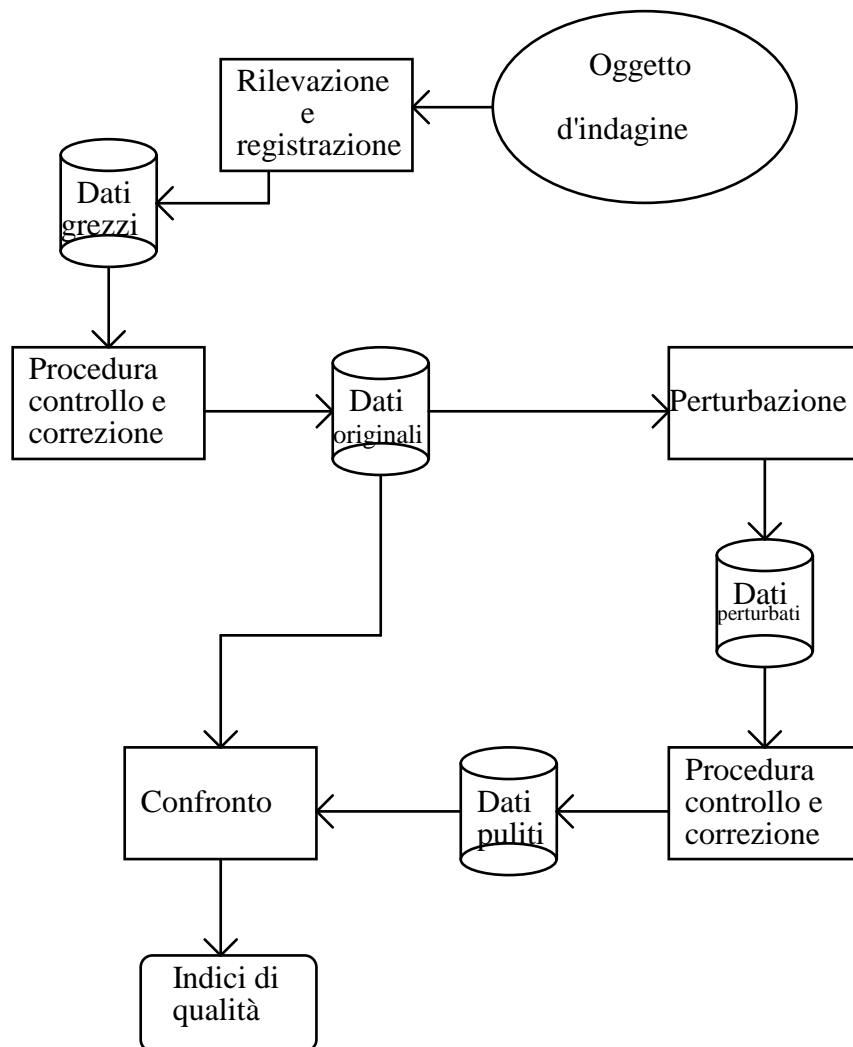 Oggetto
d'indagine
Rilevazione
e
registrazione
Dati
grezzi
Procedura
controllo e
correzione
Dati
originali
Perturbazione
Dati
perturbati
Procedura
controllo e
correzione
Dati
puliti
Confronto
Indici di
qualità